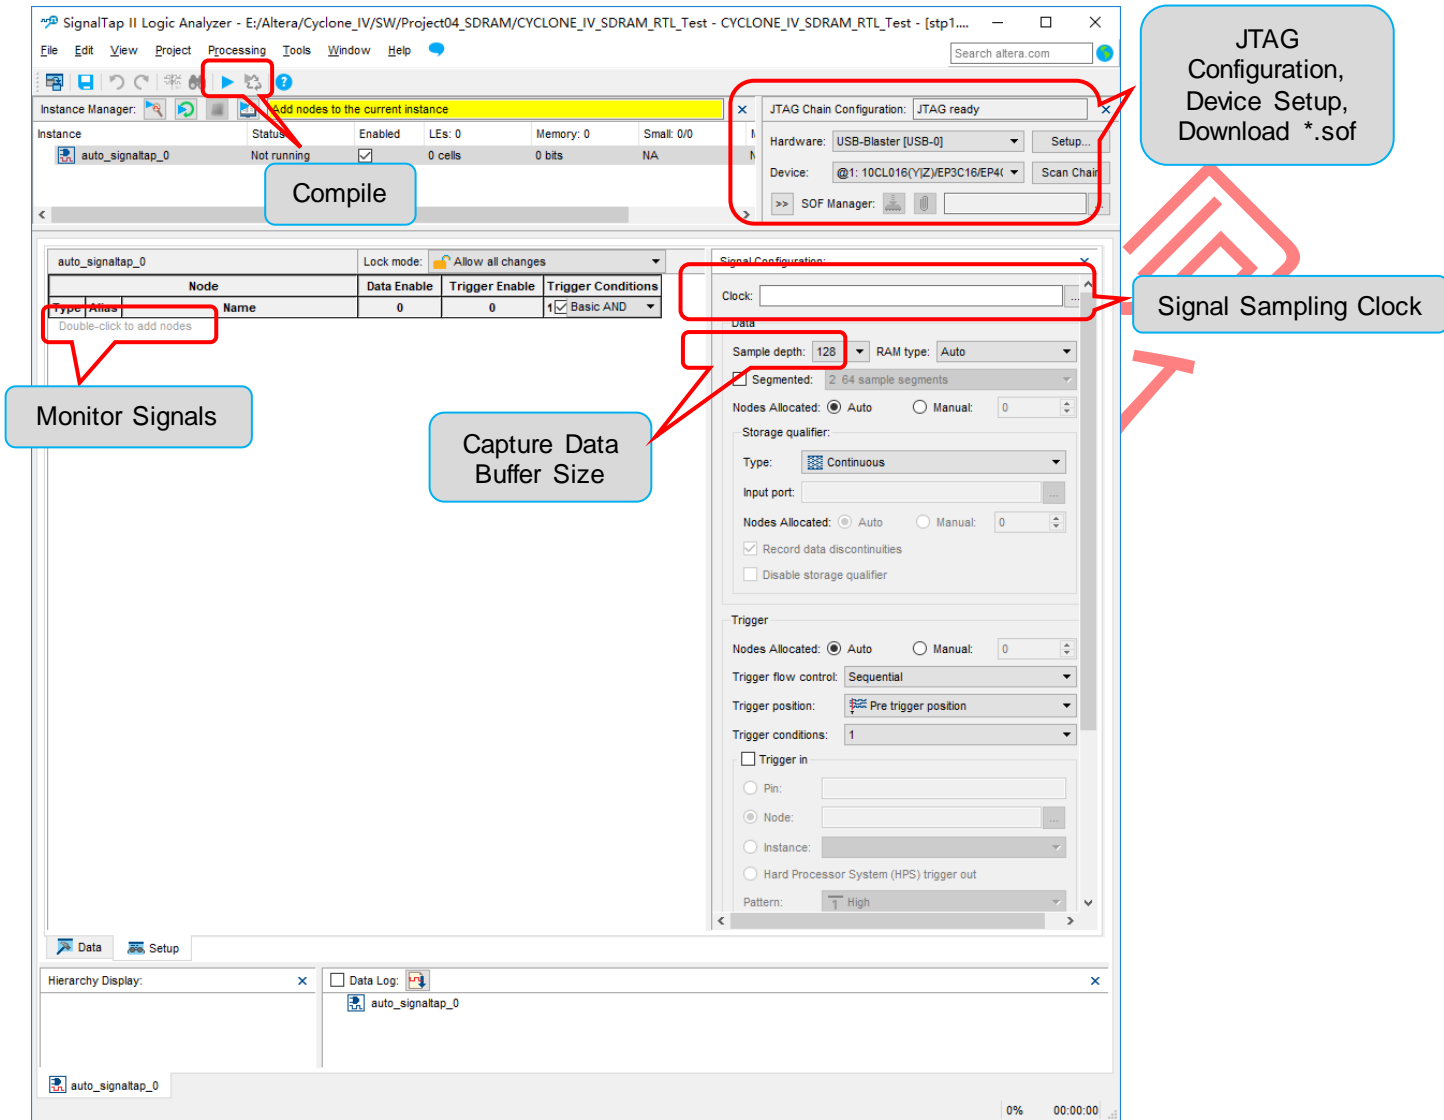 SignalTap II Logic Analyzer - E:/Altera/Cyclone_IV/SW/Project04_SDRAM/CYCLONE_IV_SDRAM_RTL_Test - CYCLONE_IV_SDRAM_RTL_Test - [stp1....
File Edit View Project Processing Tools Window Help
Search altera.com
JTAG
Configuration,
Device Setup,
Download *.sof
Instance Manager:
Add nodes to the current instance
JTAG Chain Configuration: JTAG ready
Instance Status Enabled LEs: 0 Memory: 0 Small: 0/0
auto_signaltap_0 Not running 0 cells 0 bits NA
Hardware: USB-Blaster [USB-0] Setup...
Device: @1: 10CL016(Y|Z)/EP3C16/EP4( Scan Chain
>> SOF Manager: ...
Compile
auto_signaltap_0 Lock mode: Allow all changes
Signal Configuration:
Node Data Enable Trigger Enable Trigger Conditions
Type Alias Name 0 0 1 Basic AND
Double-click to add nodes
Clock: ...
Signal Sampling Clock
Data
Sample depth: 128 RAM type: Auto
Segmented: 2 64 sample segments
Nodes Allocated: Auto Manual: 0
Monitor Signals
Capture Data
Buffer Size
Storage qualifier:
Type: Continuous
Input port: ...
Nodes Allocated: Auto Manual: 0
Record data discontinuities
Disable storage qualifier
Trigger
Nodes Allocated: Auto Manual: 0
Trigger flow control: Sequential
Trigger position: Pre trigger position
Trigger conditions: 1
Trigger in
Pin:
Node: ...
Instance:
Hard Processor System (HPS) trigger out
Pattern: 1 High
Data Setup
Hierarchy Display:
Data Log:
auto_signaltap_0
auto_signaltap_0
0% 00:00:00